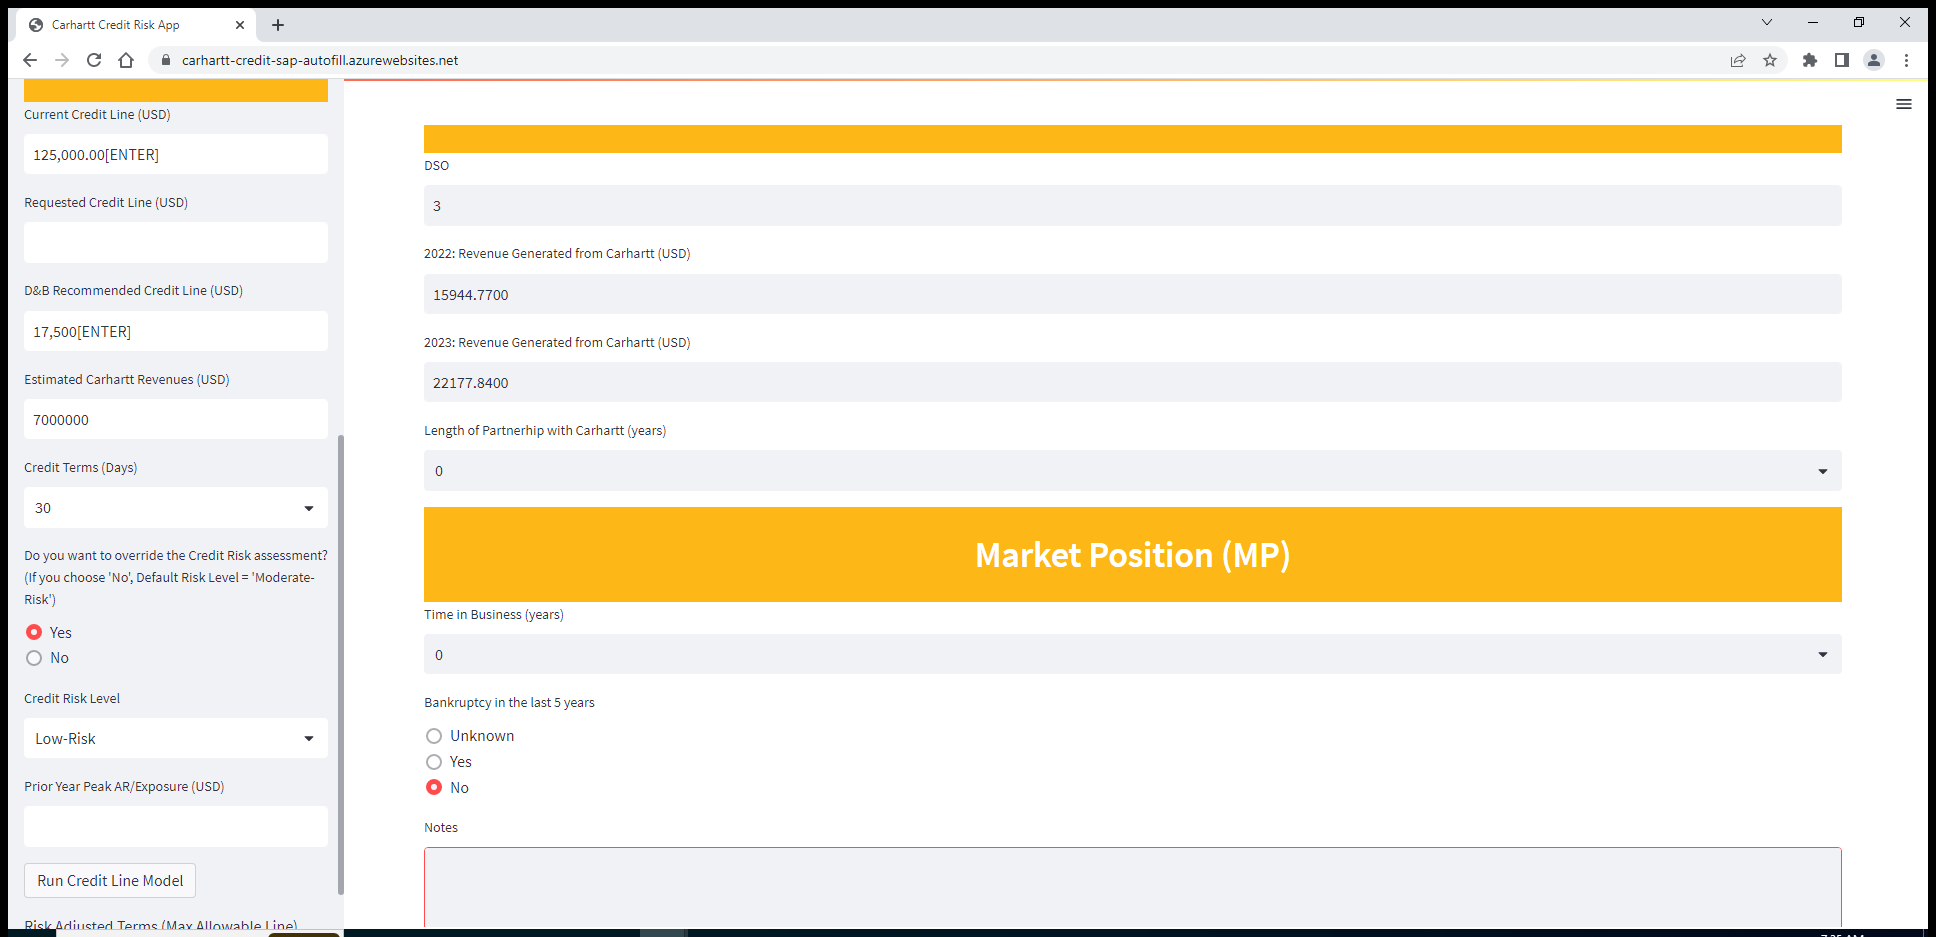 Carhartt Credit Risk App
carhartt-credit-sap-autofill.azurewebsites.net
Current Credit Line (USD)
125,000.00[ENTER]
Requested Credit Line (USD)
D&B Recommended Credit Line (USD)
17,500[ENTER]
Estimated Carhartt Revenues (USD)
7000000
Credit Terms (Days)
30
Do you want to override the Credit Risk assessment?
(If you choose 'No', Default Risk Level = 'Moderate-
Risk')
Yes
No
Credit Risk Level
Low-Risk
Prior Year Peak AR/Exposure (USD)
Run Credit Line Model
Risk Adjusted Terms (Max Allowable Line)
DSO
3
2022: Revenue Generated from Carhartt (USD)
15944.7700
2023: Revenue Generated from Carhartt (USD)
22177.8400
Length of Partnerhip with Carhartt (years)
0
Market Position (MP)
Time in Business (years)
0
Bankruptcy in the last 5 years
Unknown
Yes
No
Notes